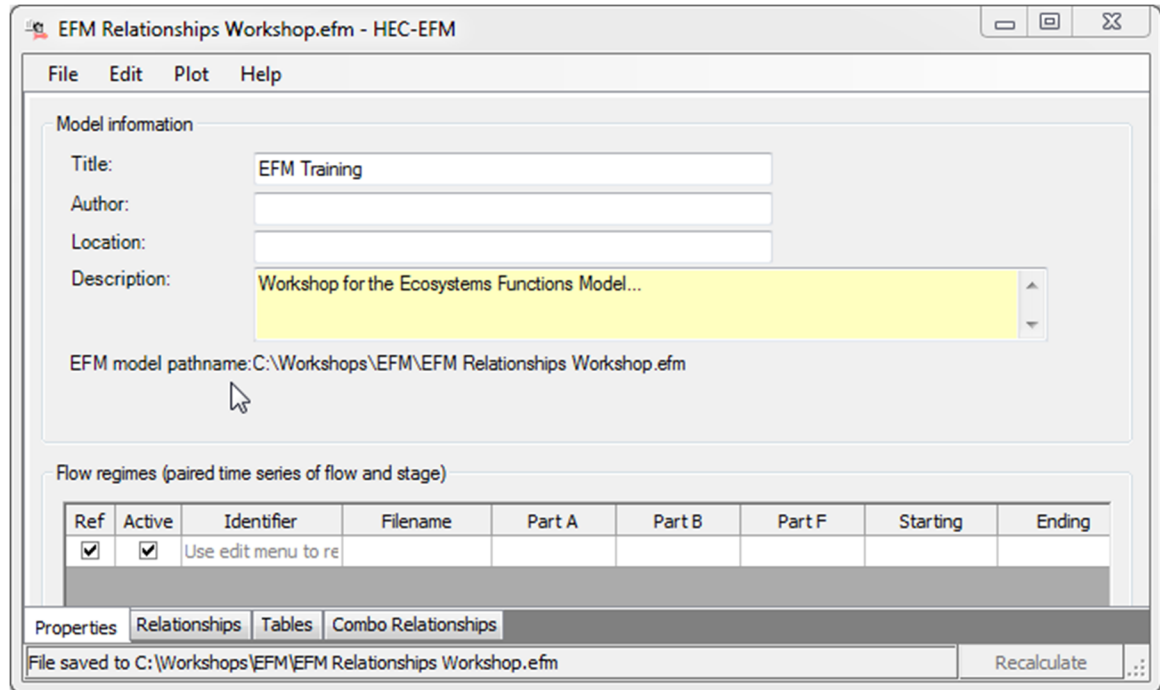 EFM Relationships Workshop.efm - HEC-EFM
File Edit Plot Help
Model information
Title: EFM Training
Author:
Location:
Description: Workshop for the Ecosystems Functions Model...
EFM model pathname:C:\Workshops\EFM\EFM Relationships Workshop.efm
Flow regimes (paired time series of flow and stage)
Ref Active Identifier Filename Part A Part B Part F Starting Ending
Use edit menu to re
Properties Relationships Tables Combo Relationships
File saved to C:\Workshops\EFM\EFM Relationships Workshop.efm Recalculate